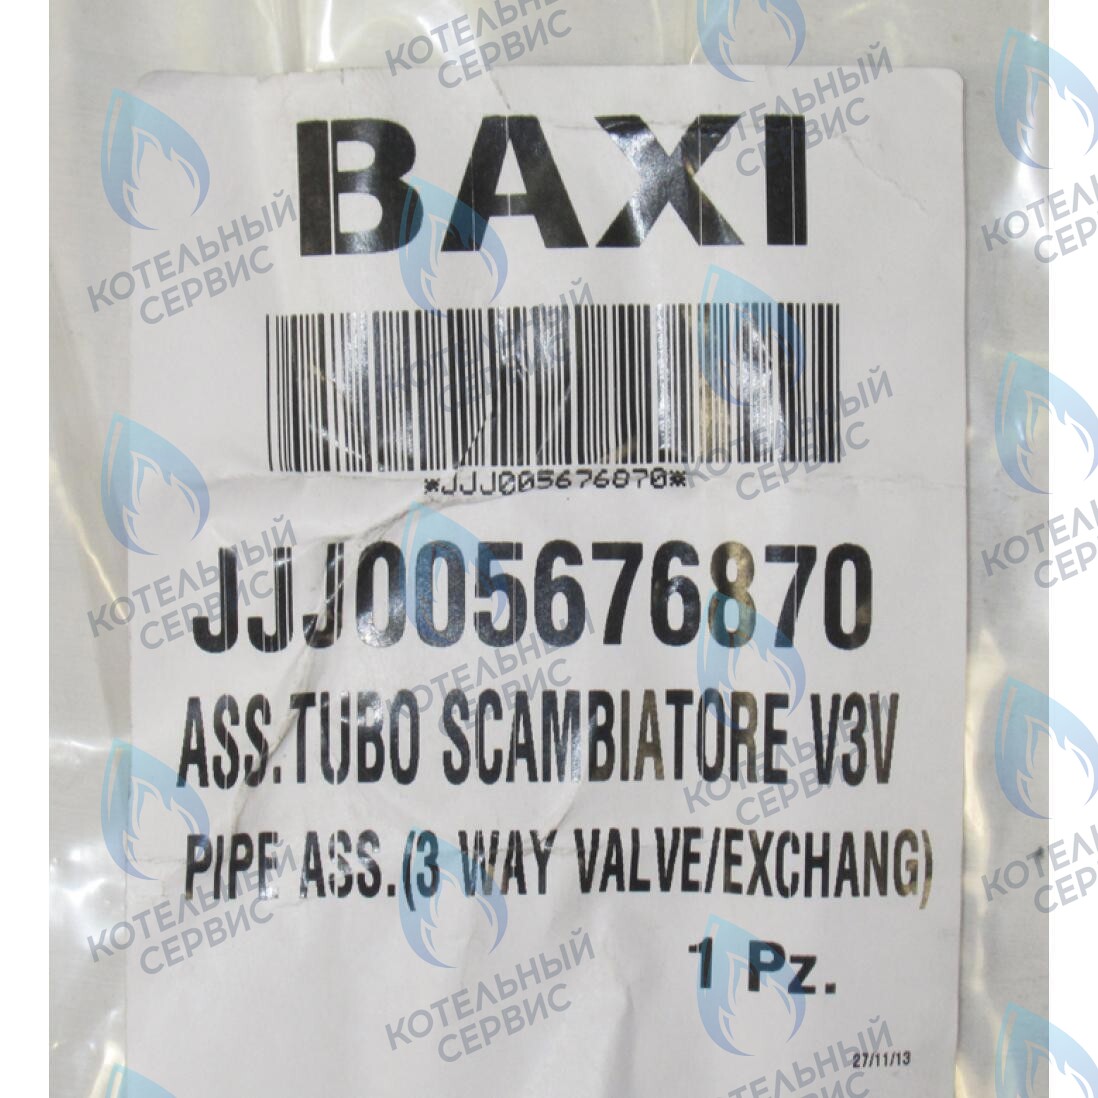 BAXI
*JJJ005676870*
JJJ005676870
ASS.TUBO SCAMBIATORE V3V
PIPE ASS.(3 WAY VALVE/EXCHANG)
1 Pz.
27/11/13
КОТЕЛЬНЫЙ
СЕРВИС